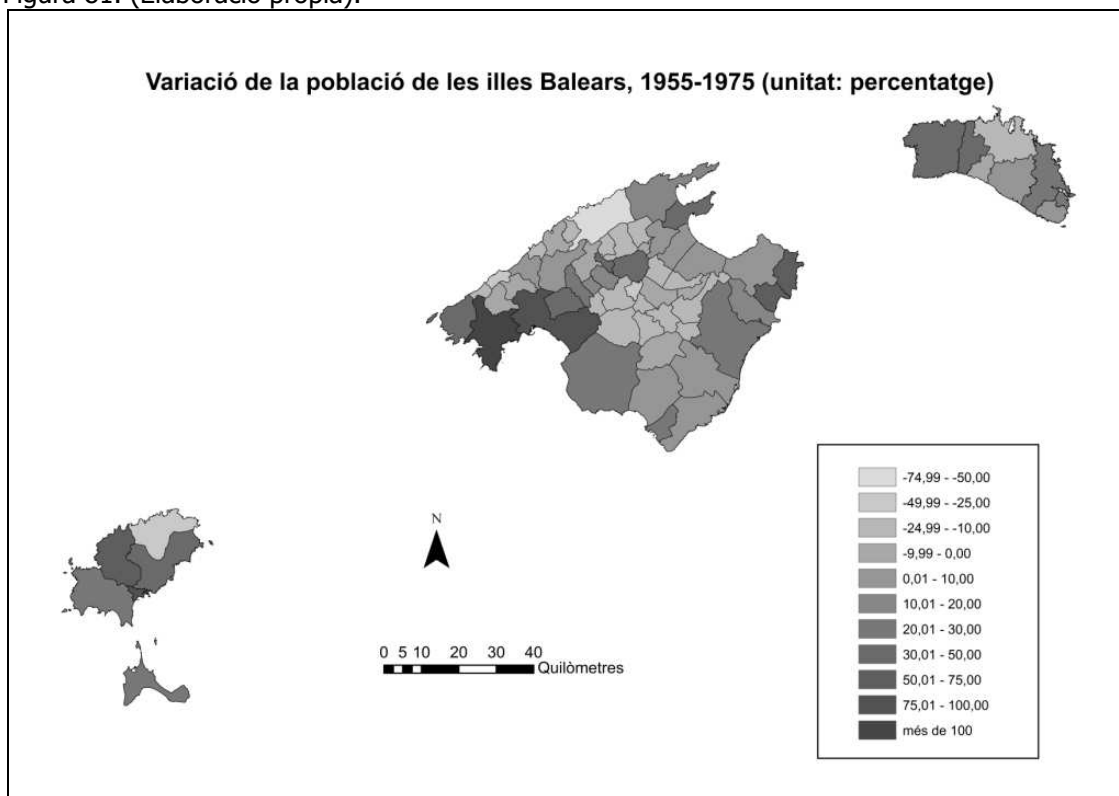 Figura 61. (Elaboració pròpia).
Variació de la població de les illes Balears, 1955-1975 (unitat: percentatge)
N
0 5 10 20 30 40
Quilòmetres
-74,99 - -50,00
-49,99 - -25,00
-24,99 - -10,00
-9,99 - 0,00
0,01 - 10,00
10,01 - 20,00
20,01 - 30,00
30,01 - 50,00
50,01 - 75,00
75,01 - 100,00
més de 100